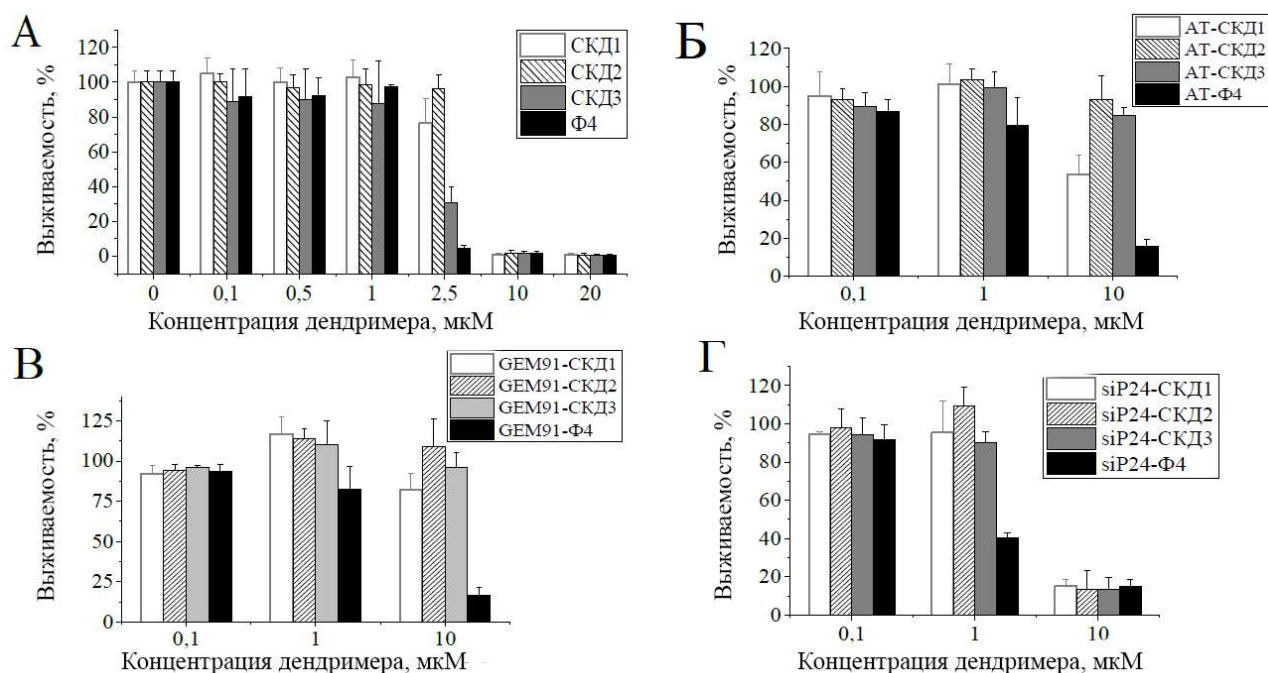 А
Выживаемость, %
120
100
80
60
40
20
0
СКД1
СКД2
СКД3
Ф4
0 0,1 0,5 1 2,5 10 20
Концентрация дендримера, мкМ
Б
Выживаемость, %
120
100
80
60
40
20
0
АТ-СКД1
АТ-СКД2
АТ-СКД3
АТ-Ф4
0,1 1 10
Концентрация дендримера, мкМ
В
Выживаемость, %
125
100
75
50
25
0
GEM91-СКД1
GEM91-СКД2
GEM91-СКД3
GEM91-Ф4
0,1 1 10
Концентрация дендримера, мкМ
Г
Выживаемость, %
120
100
80
60
40
20
0
siP24-СКД1
siP24-СКД2
siP24-СКД3
siP24-Ф4
0,1 1 10
Концентрация дендримера, мкМ